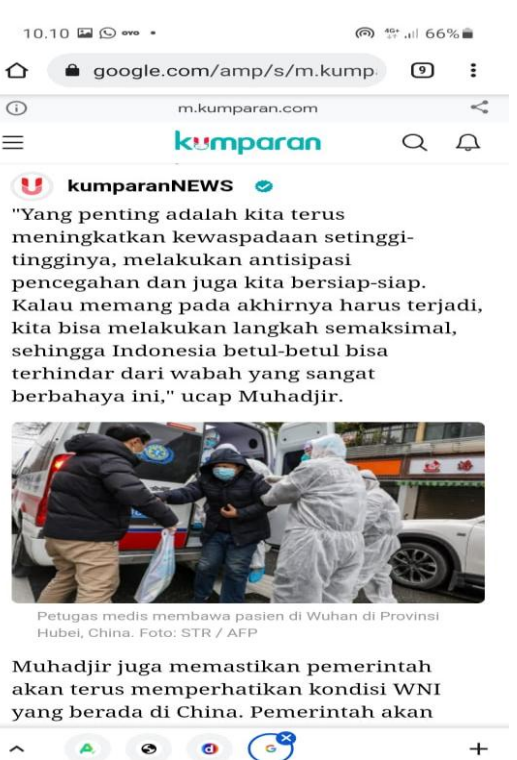 10.10 ovo •
4G+ 66%
google.com/amp/s/m.kump
9
m.kumparan.com
kumparan
kumparanNEWS
"Yang penting adalah kita terus
meningkatkan kewaspadaan setinggi-
tingginya, melakukan antisipasi
pencegahan dan juga kita bersiap-siap.
Kalau memang pada akhirnya harus terjadi,
kita bisa melakukan langkah semaksimal,
sehingga Indonesia betul-betul bisa
terhindar dari wabah yang sangat
berbahaya ini," ucap Muhadjir.
Petugas medis membawa pasien di Wuhan di Provinsi
Hubei, China. Foto: STR / AFP
Muhadjir juga memastikan pemerintah
akan terus memperhatikan kondisi WNI
yang berada di China. Pemerintah akan